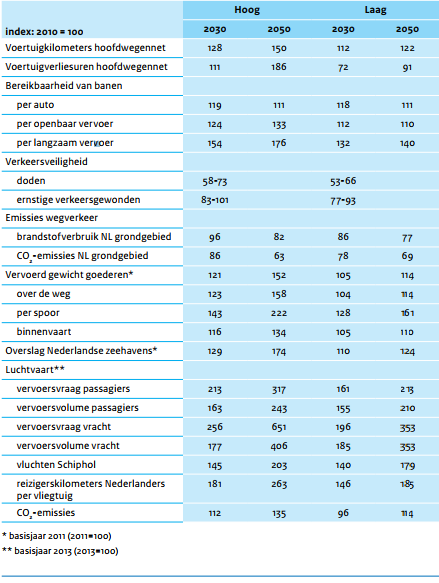 Hoog Laag
index: 2010 = 100 2030 2050 2030 2050
Voertuigkilometers hoofdwegennet 128 150 112 122
Voertuigverliesuren hoofdwegennet 111 186 72 91
Bereikbaarheid van banen
per auto 119 111 118 111
per openbaar vervoer 124 133 112 110
per langzaam vervoer 154 176 132 140
Verkeersveiligheid
doden 58-73 53-66
ernstige verkeersgewonden 83-101 77-93
Emissies wegverkeer
brandstofverbruik NL grondgebied 96 82 86 77
CO₂-emissies NL grondgebied 86 63 78 69
Vervoerd gewicht goederen* 121 152 105 114
over de weg 123 158 104 114
per spoor 143 222 128 161
binnenvaart 116 134 105 110
Overslag Nederlandse zeehavens* 129 174 110 124
Luchtvaart**
vervoersvraag passagiers 213 317 161 213
vervoersvolume passagiers 163 243 155 210
vervoersvraag vracht 256 651 196 353
vervoersvolume vracht 177 406 185 353
vluchten Schiphol 145 203 140 179
reizigerskilometers Nederlanders 181 263 146 185
per vliegtuig
CO₂-emissies 112 135 96 114
* basisjaar 2011 (2011=100)
** basisjaar 2013 (2013=100)